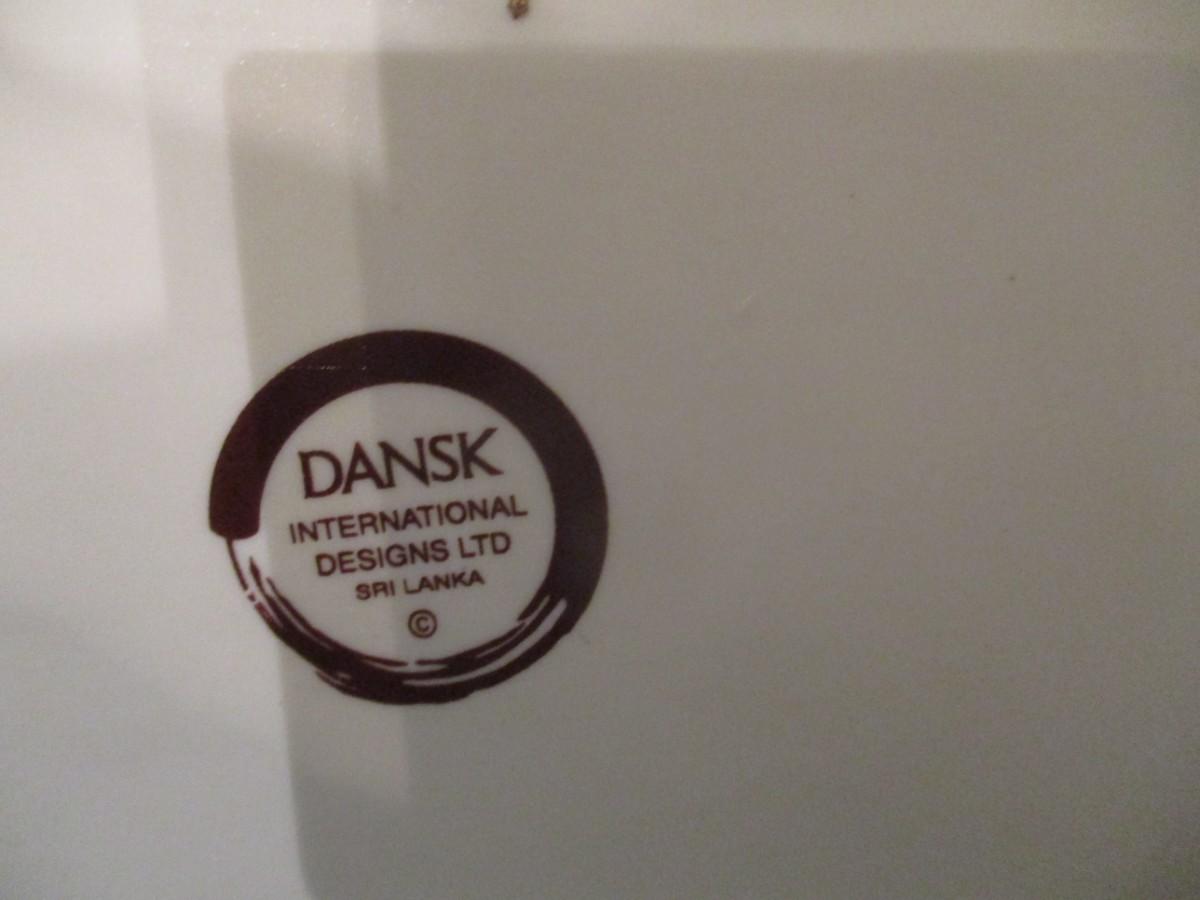 DANSK
INTERNATIONAL
DESIGNS LTD
SRI LANKA
©